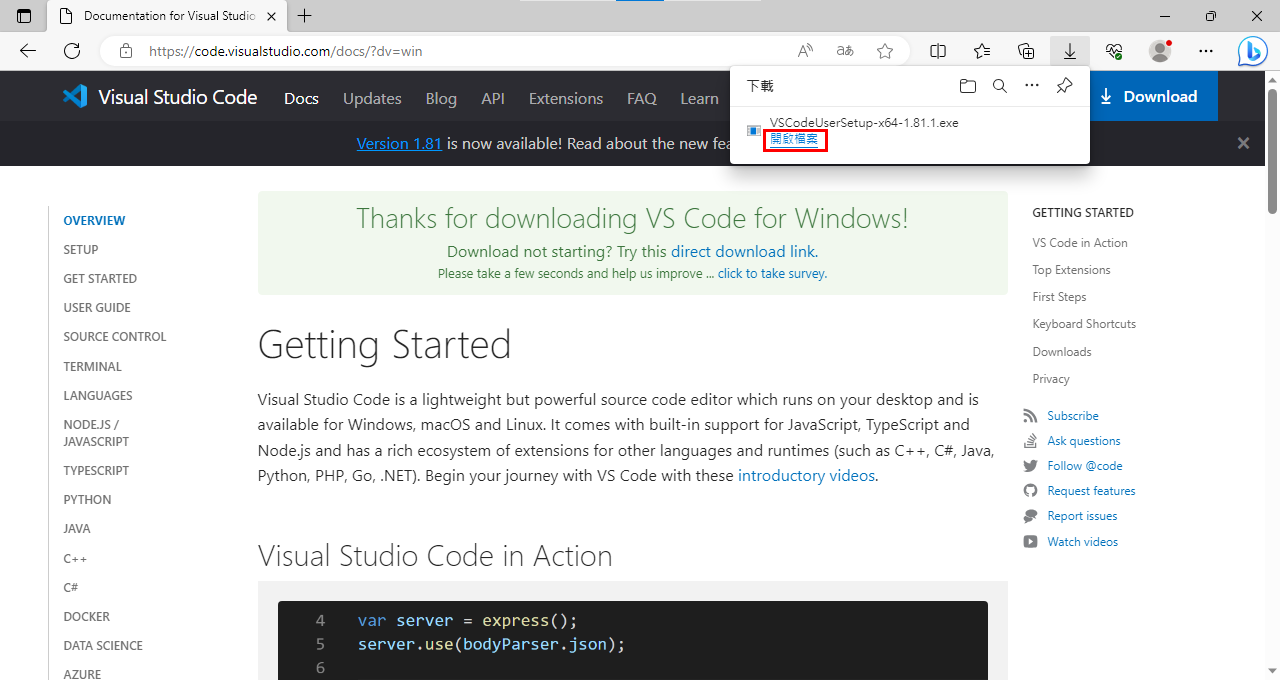 Documentation for Visual Studio
https://code.visualstudio.com/docs/?dv=win
下載
VSCodeUserSetup-x64-1.81.1.exe
開啟檔案
Visual Studio Code Docs Updates Blog API Extensions FAQ Learn
Download
Version 1.81 is now available! Read about the new
OVERVIEW
SETUP
GET STARTED
USER GUIDE
SOURCE CONTROL
TERMINAL
LANGUAGES
NODE.JS /
JAVASCRIPT
TYPESCRIPT
PYTHON
JAVA
C++
C#
DOCKER
DATA SCIENCE
AZURE
Thanks for downloading VS Code for Windows!
Download not starting? Try this direct download link.
Please take a few seconds and help us improve ... click to take survey.
Getting Started
Visual Studio Code is a lightweight but powerful source code editor which runs on your desktop and is
available for Windows, macOS and Linux. It comes with built-in support for JavaScript, TypeScript and
Node.js and has a rich ecosystem of extensions for other languages and runtimes (such as C++, C#, Java,
Python, PHP, Go, .NET). Begin your journey with VS Code with these introductory videos.
Visual Studio Code in Action
4 var server = express();
5 server.use(bodyParser.json);
6
GETTING STARTED
VS Code in Action
Top Extensions
First Steps
Keyboard Shortcuts
Downloads
Privacy
Subscribe
Ask questions
Follow @code
Request features
Report issues
Watch videos